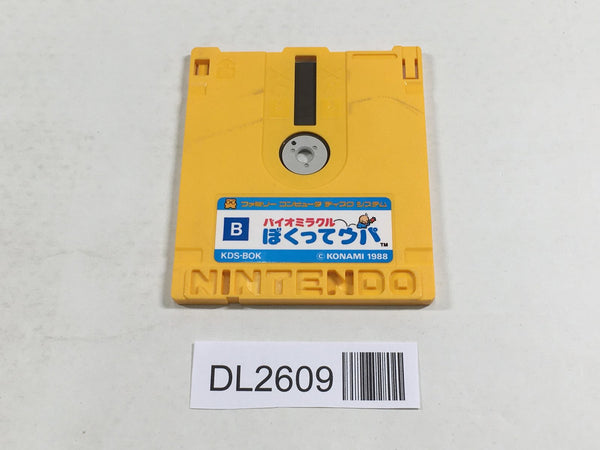 ファミリー コンピュータ ディスク システム
B
バイオミラクル
ぼくってウパ
TM
KDS-BOK
© KONAMI 1988
NINTENDO
DL2609